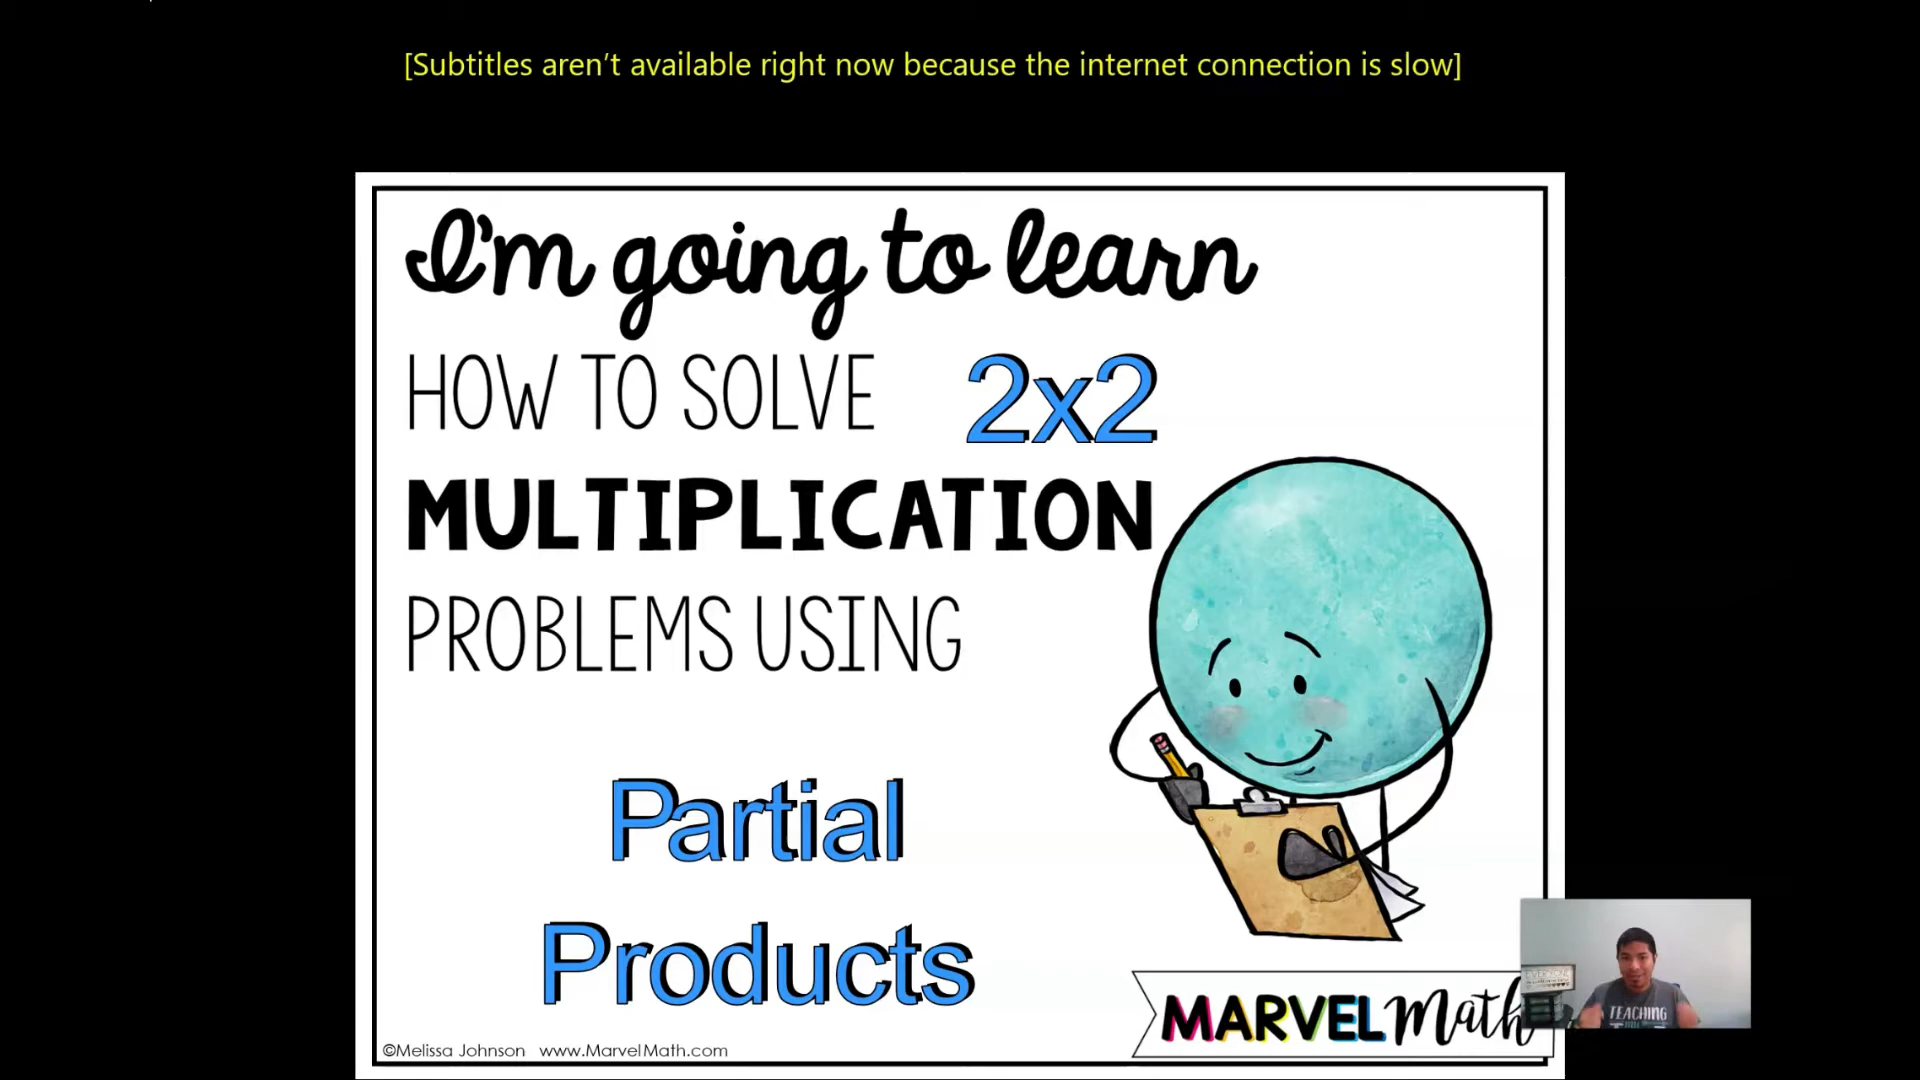 [Subtitles aren’t available right now because the internet connection is slow]
I'm going to learn
HOW TO SOLVE 2x2
MULTIPLICATION
PROBLEMS USING
Partial
Products
MARVEL Math
©Melissa Johnson www.MarvelMath.com
TEACHING